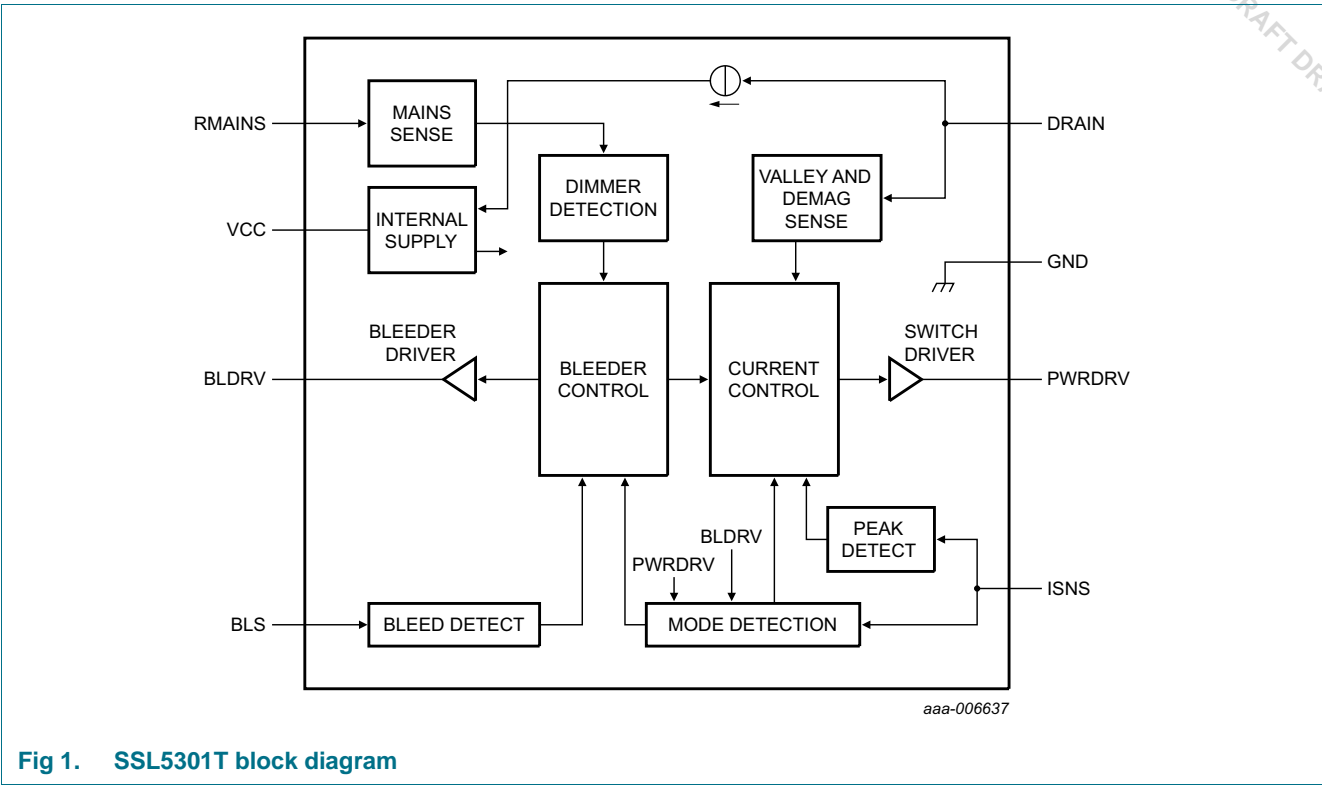 DRAFT
RMAINS
MAINS
SENSE
DRAIN
DIMMER
DETECTION
VALLEY AND
DEMAG
SENSE
VCC
INTERNAL
SUPPLY
GND
BLEEDER
DRIVER
SWITCH
DRIVER
BLDRV
BLEEDER
CONTROL
CURRENT
CONTROL
PWRDRV
PEAK
DETECT
BLDRV
PWRDRV
ISNS
BLS
BLEED DETECT
MODE DETECTION
aaa-006637
Fig 1. SSL5301T block diagram